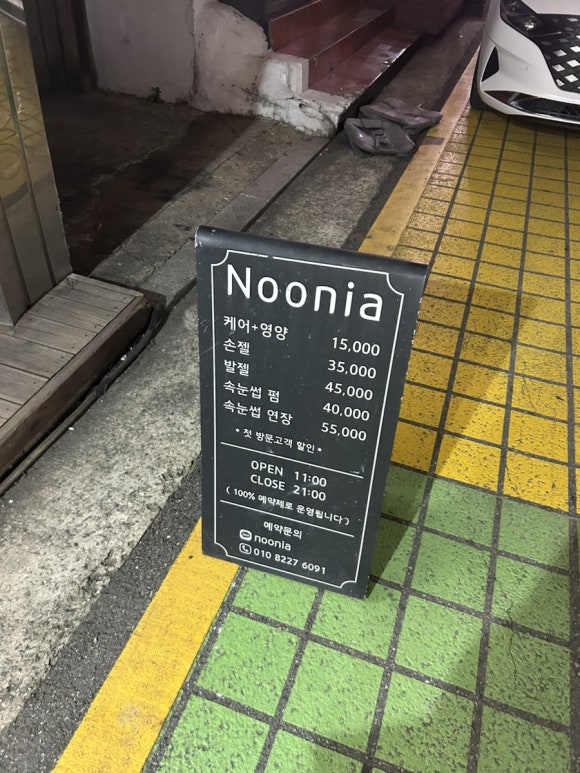 Noonia
케어+영양 15,000
손젤 35,000
발젤 45,000
속눈썹 펌 40,000
속눈썹 연장 55,000
* 첫 방문고객 할인 *
OPEN 11:00
CLOSE 21:00
( 100% 예약제로 운영됩니다 )
예약문의
noonia
010 8227 6091